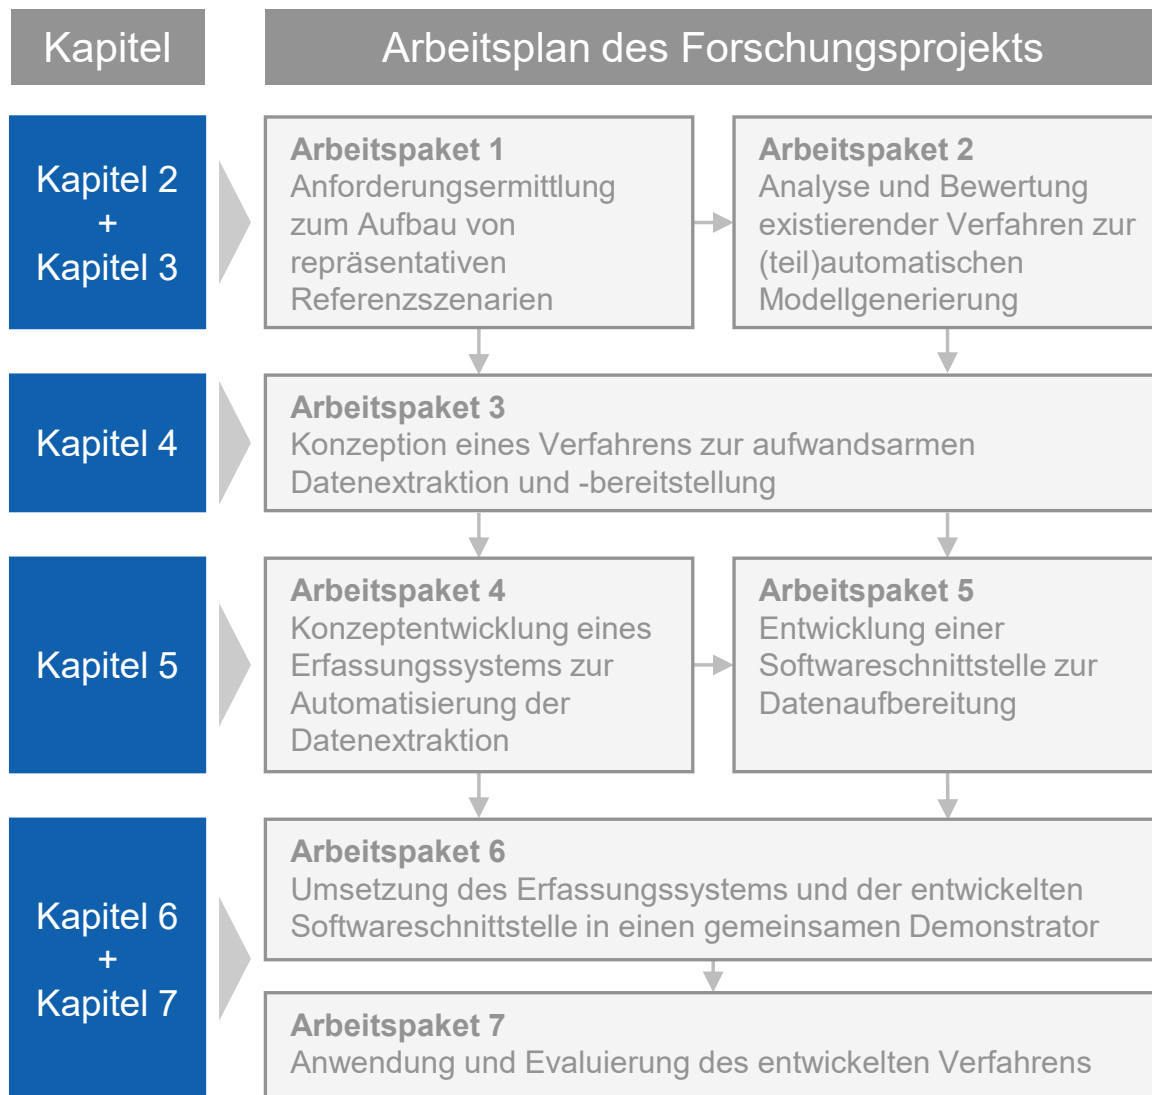 Kapitel
Arbeitsplan des Forschungsprojekts
Kapitel 2
+
Kapitel 3
Arbeitspaket 1
Anforderungsermittlung
zum Aufbau von
repräsentativen
Referenzszenarien
Arbeitspaket 2
Analyse und Bewertung
existierender Verfahren zur
(teil)automatischen
Modellgenerierung
Kapitel 4
Arbeitspaket 3
Konzeption eines Verfahrens zur aufwandsarmen
Datenextraktion und -bereitstellung
Kapitel 5
Arbeitspaket 4
Konzeptentwicklung eines
Erfassungssystems zur
Automatisierung der
Datenextraktion
Arbeitspaket 5
Entwicklung einer
Softwareschnittstelle zur
Datenaufbereitung
Kapitel 6
+
Kapitel 7
Arbeitspaket 6
Umsetzung des Erfassungssystems und der entwickelten
Softwareschnittstelle in einen gemeinsamen Demonstrator
Arbeitspaket 7
Anwendung und Evaluierung des entwickelten Verfahrens